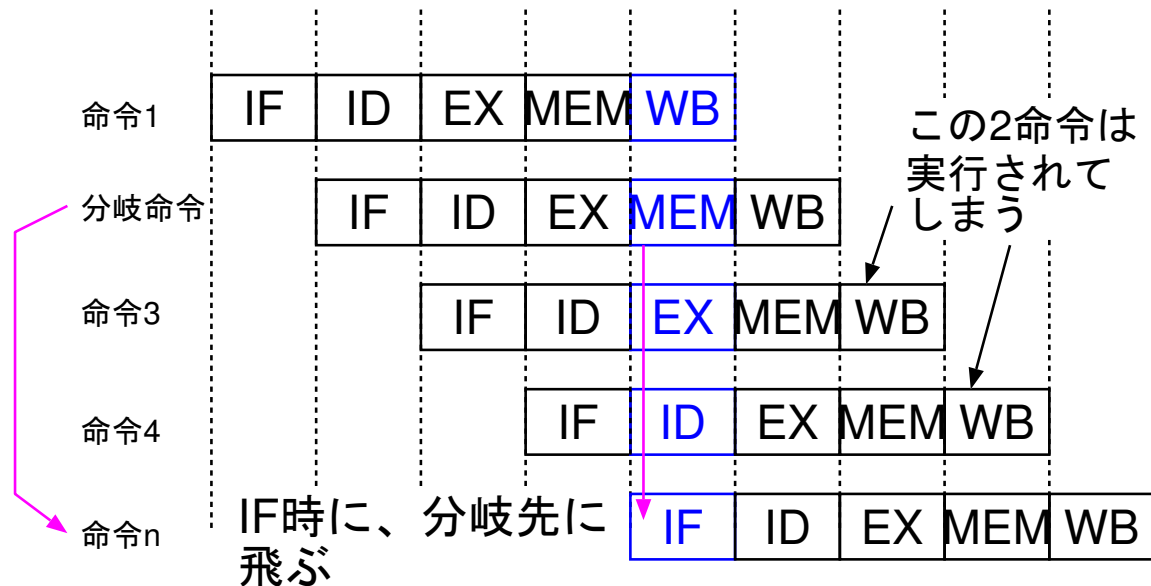 命令1 IF ID EX MEM WB
この2命令は
実行されて
しまう
分岐命令 IF ID EX MEM WB
命令3 IF ID EX MEM WB
命令4 IF ID EX MEM WB
IF時に、分岐先に
飛ぶ
命令n IF ID EX MEM WB